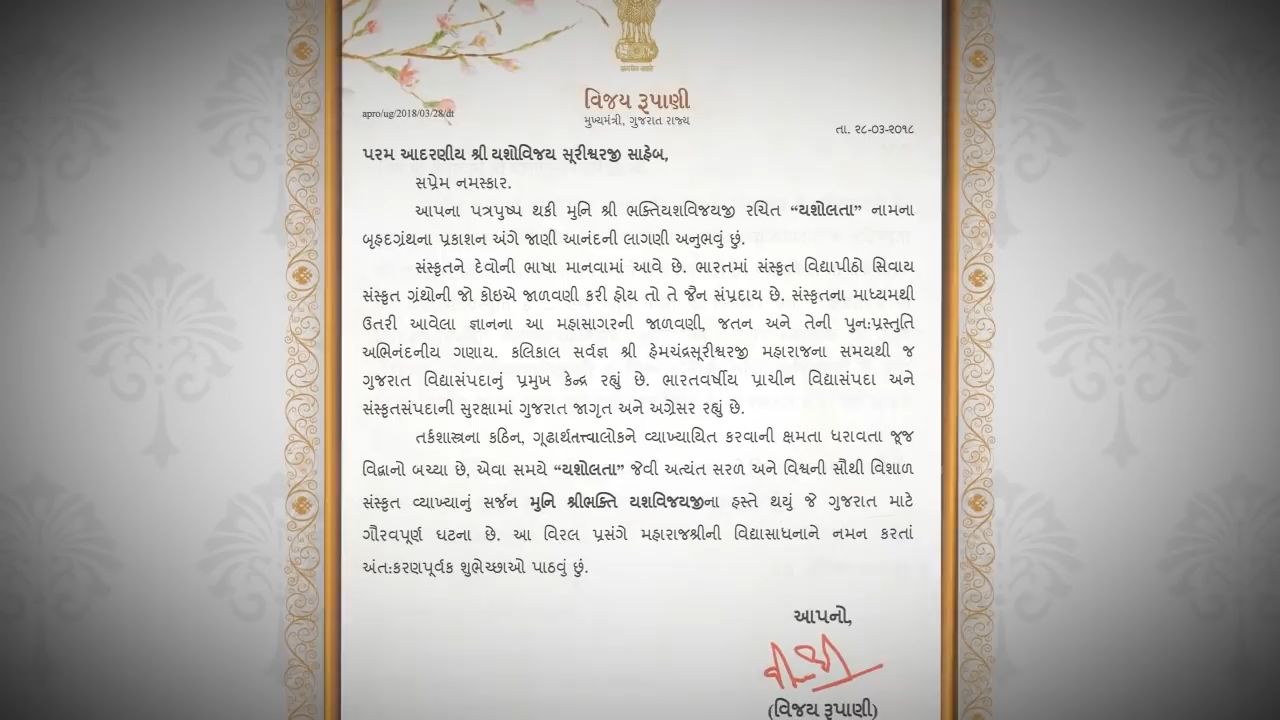 વિજય રૂપાણી
મુખ્યમંત્રી, ગુજરાત રાજ્ય
apro/ug/2018/03/28/dt
તા. ૨૮-૦૩-૨૦૧૮
પરમ આદરણીય શ્રી યશોવિજય સૂરીશ્વરજી સાહેબ,
સપ્રેમ નમસ્કાર.
આપના પત્રપુષ્પ થકી મુનિ શ્રી ભક્તિયશવિજયજી રચિત “યશોલતા” નામના
બૃહદગ્રંથના પ્રકાશન અંગે જાણી આનંદની લાગણી અનુભવું છું.
સંસ્કૃતને દેવોની ભાષા માનવામાં આવે છે. ભારતમાં સંસ્કૃત વિદ્યાપીઠો સિવાય
સંસ્કૃત ગ્રંથોની જો કોઇએ જાળવણી કરી હોય તો તે જૈન સંપ્રદાય છે. સંસ્કૃતના માધ્યમથી
ઉતરી આવેલા જ્ઞાનના આ મહાસાગરની જાળવણી, જતન અને તેની પુન:પ્રસ્તુતિ
અભિનંદનીય ગણાય. કલિકાલ સર્વજ્ઞ શ્રી હેમચંદ્રસૂરીશ્વરજી મહારાજના સમયથી જ
ગુજરાત વિદ્યાસંપદાનું પ્રમુખ કેન્દ્ર રહ્યું છે. ભારતવર્ષીય પ્રાચીન વિદ્યાસંપદા અને
સંસ્કૃતસંપદાની સુરક્ષામાં ગુજરાત જાગૃત અને અગ્રેસર રહ્યું છે.
તર્કશાસ્ત્રના કઠિન, ગૂઢાર્થતત્ત્વાલોકને વ્યાખ્યાયિત કરવાની ક્ષમતા ધરાવતા જૂજ
વિદ્વાનો બચ્યા છે, એવા સમયે “યશોલતા” જેવી અત્યંત સરળ અને વિશ્વની સૌથી વિશાળ
સંસ્કૃત વ્યાખ્યાનું સર્જન મુનિ શ્રીભક્તિ યશવિજયજીના હસ્તે થયું જે ગુજરાત માટે
ગૌરવપૂર્ણ ઘટના છે. આ વિરલ પ્રસંગે મહારાજશ્રીની વિદ્યાસાધનાને નમન કરતાં
અંત:કરણપૂર્વક શુભેચ્છાઓ પાઠવું છું.
આપનો,
(વિજય રૂપાણી)